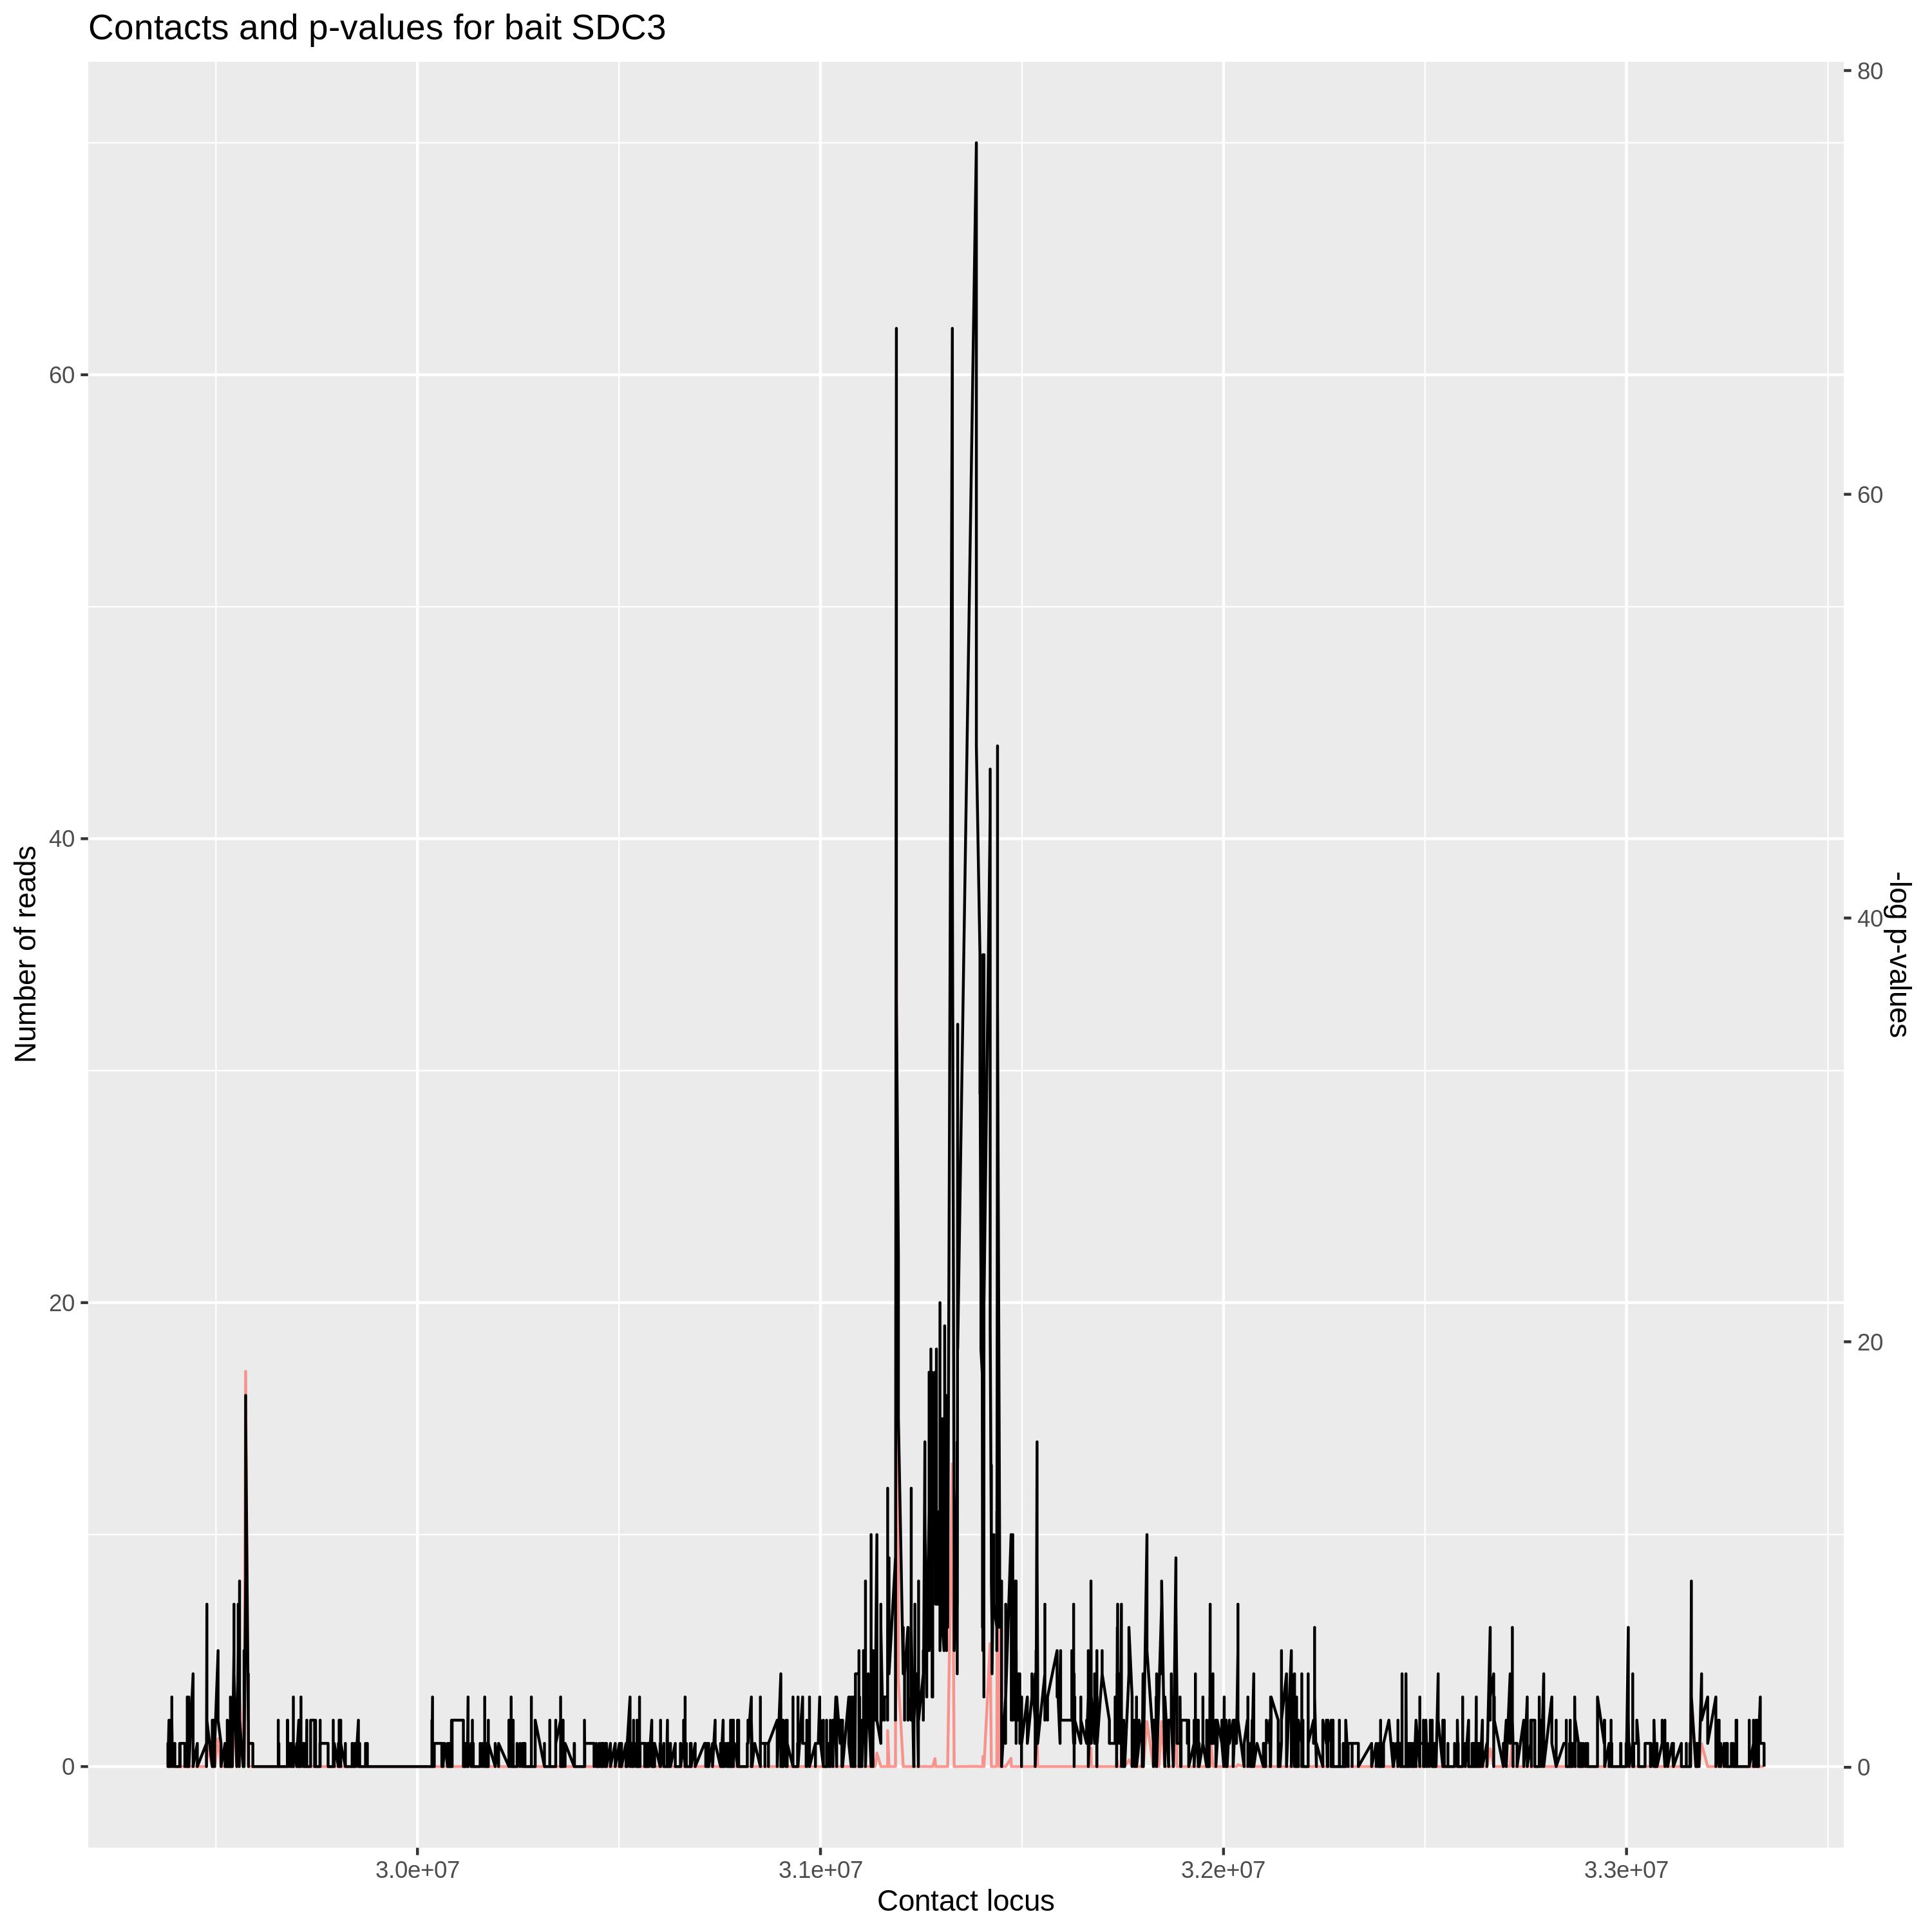 Contacts and p-values for bait SDC3
80
60
60
40
40
20
20
0
0
Number of reads
-log p-values
3.0e+07
3.1e+07
3.2e+07
3.3e+07
Contact locus